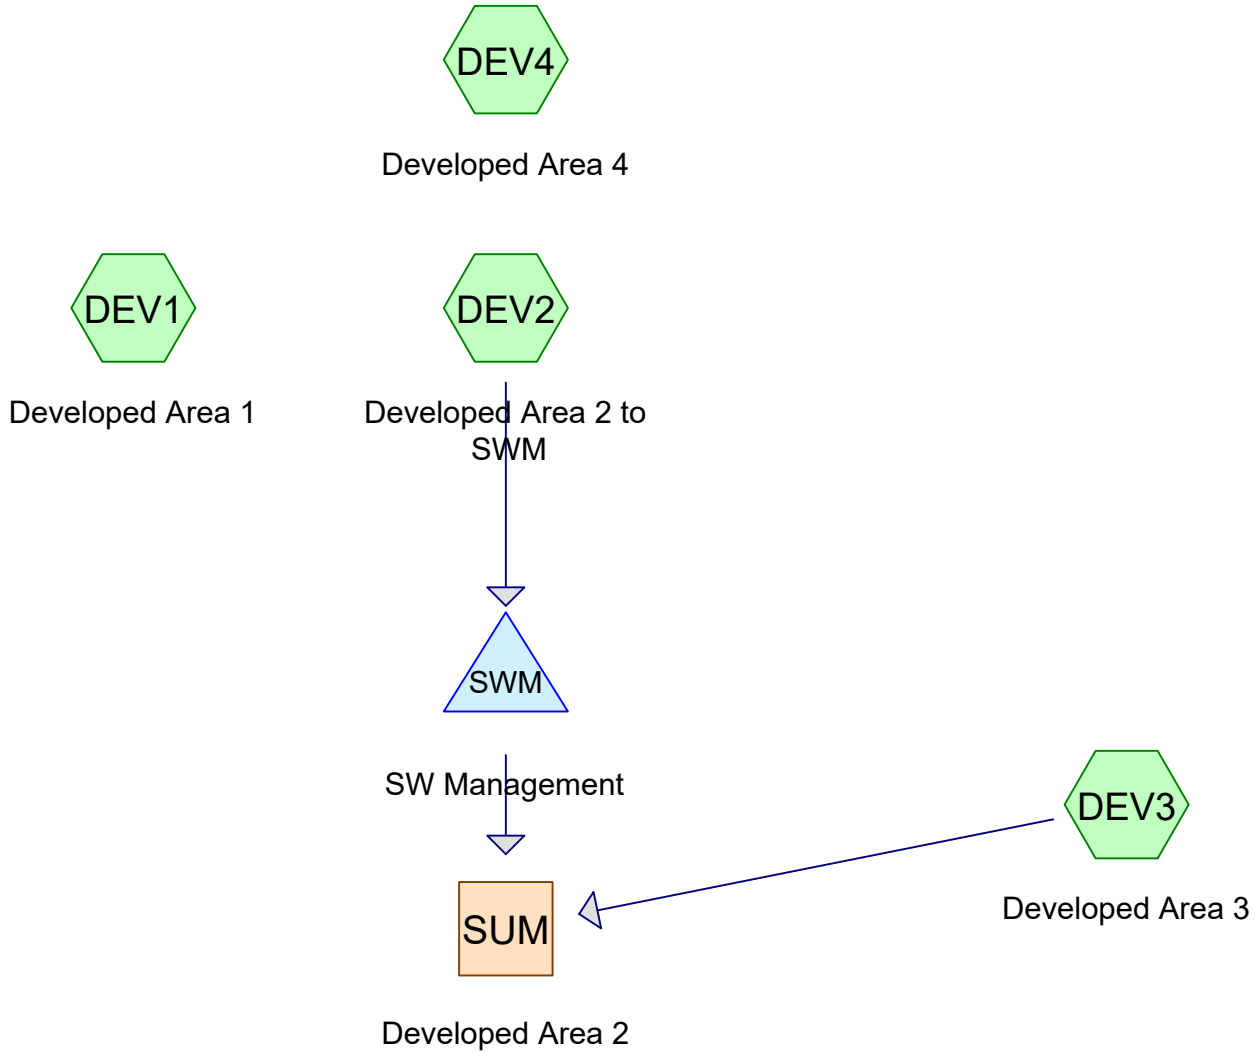 DEV4
Developed Area 4
DEV1
Developed Area 1
DEV2
Developed Area 2 to
SWM
SWM
SW Management
DEV3
Developed Area 3
SUM
Developed Area 2